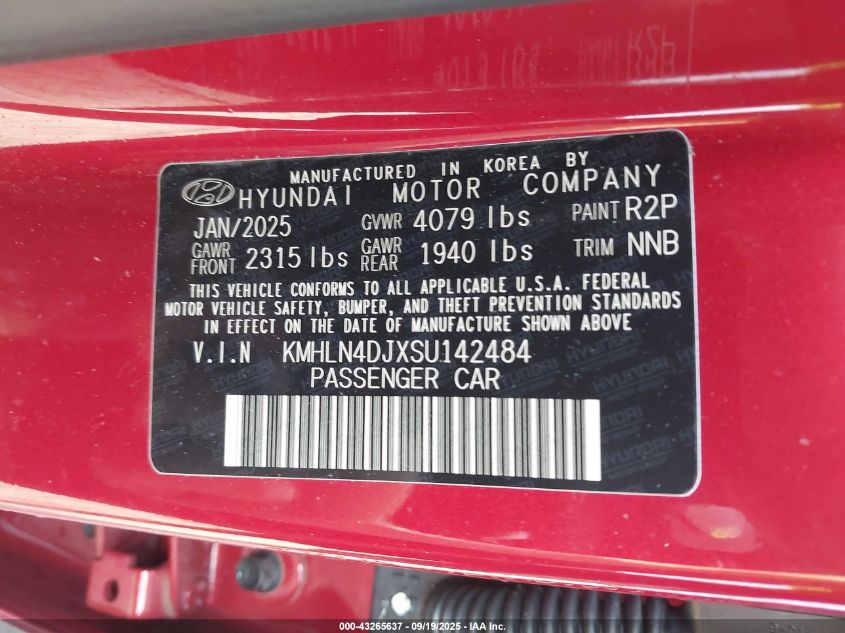 MANUFACTURED IN KOREA BY
HYUNDAI MOTOR COMPANY
JAN/2025 GVWR 4079 lbs PAINT R2P
GAWR FRONT 2315 lbs GAWR REAR 1940 lbs TRIM NNB
THIS VEHICLE CONFORMS TO ALL APPLICABLE U.S.A. FEDERAL
MOTOR VEHICLE SAFETY, BUMPER, AND THEFT PREVENTION STANDARDS
IN EFFECT ON THE DATE OF MANUFACTURE SHOWN ABOVE
V.I.N KMHLN4DJXSU142484
PASSENGER CAR
000-43265637 - 09/19/2025 - IAA Inc.